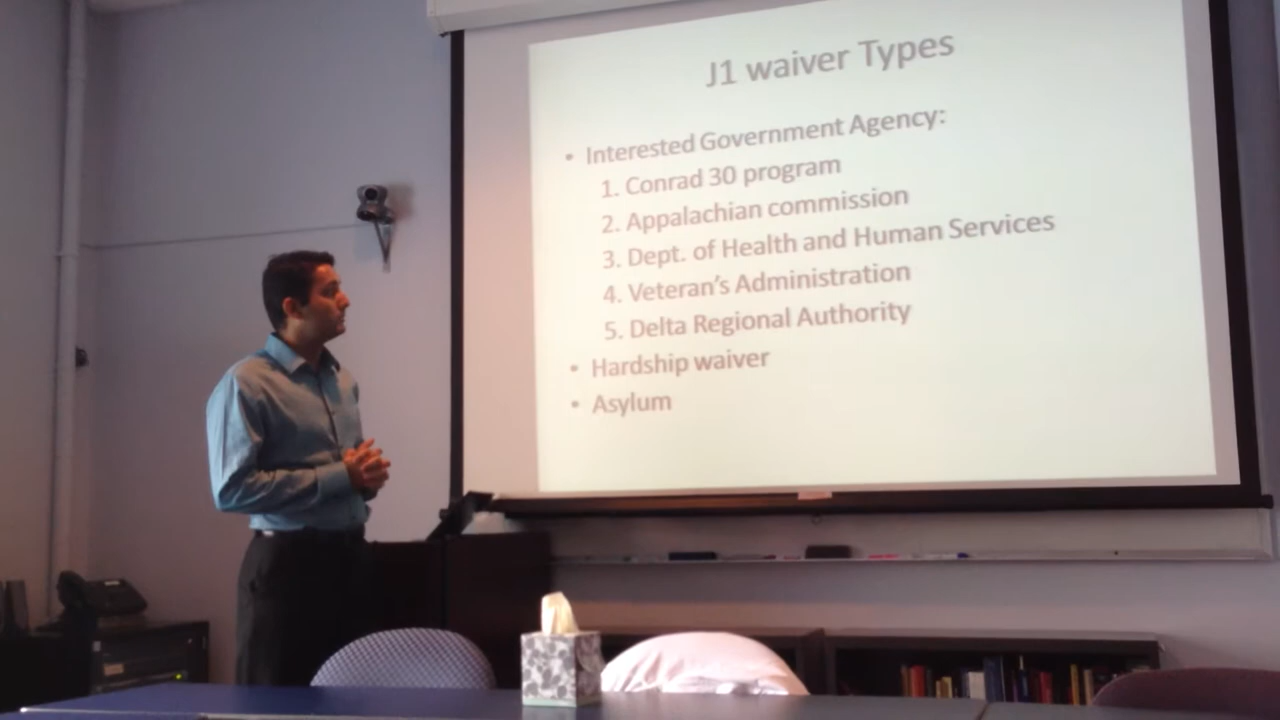 J1 waiver Types
• Interested Government Agency:
1. Conrad 30 program
2. Appalachian commission
3. Dept. of Health and Human Services
4. Veteran's Administration
5. Delta Regional Authority
• Hardship waiver
• Asylum